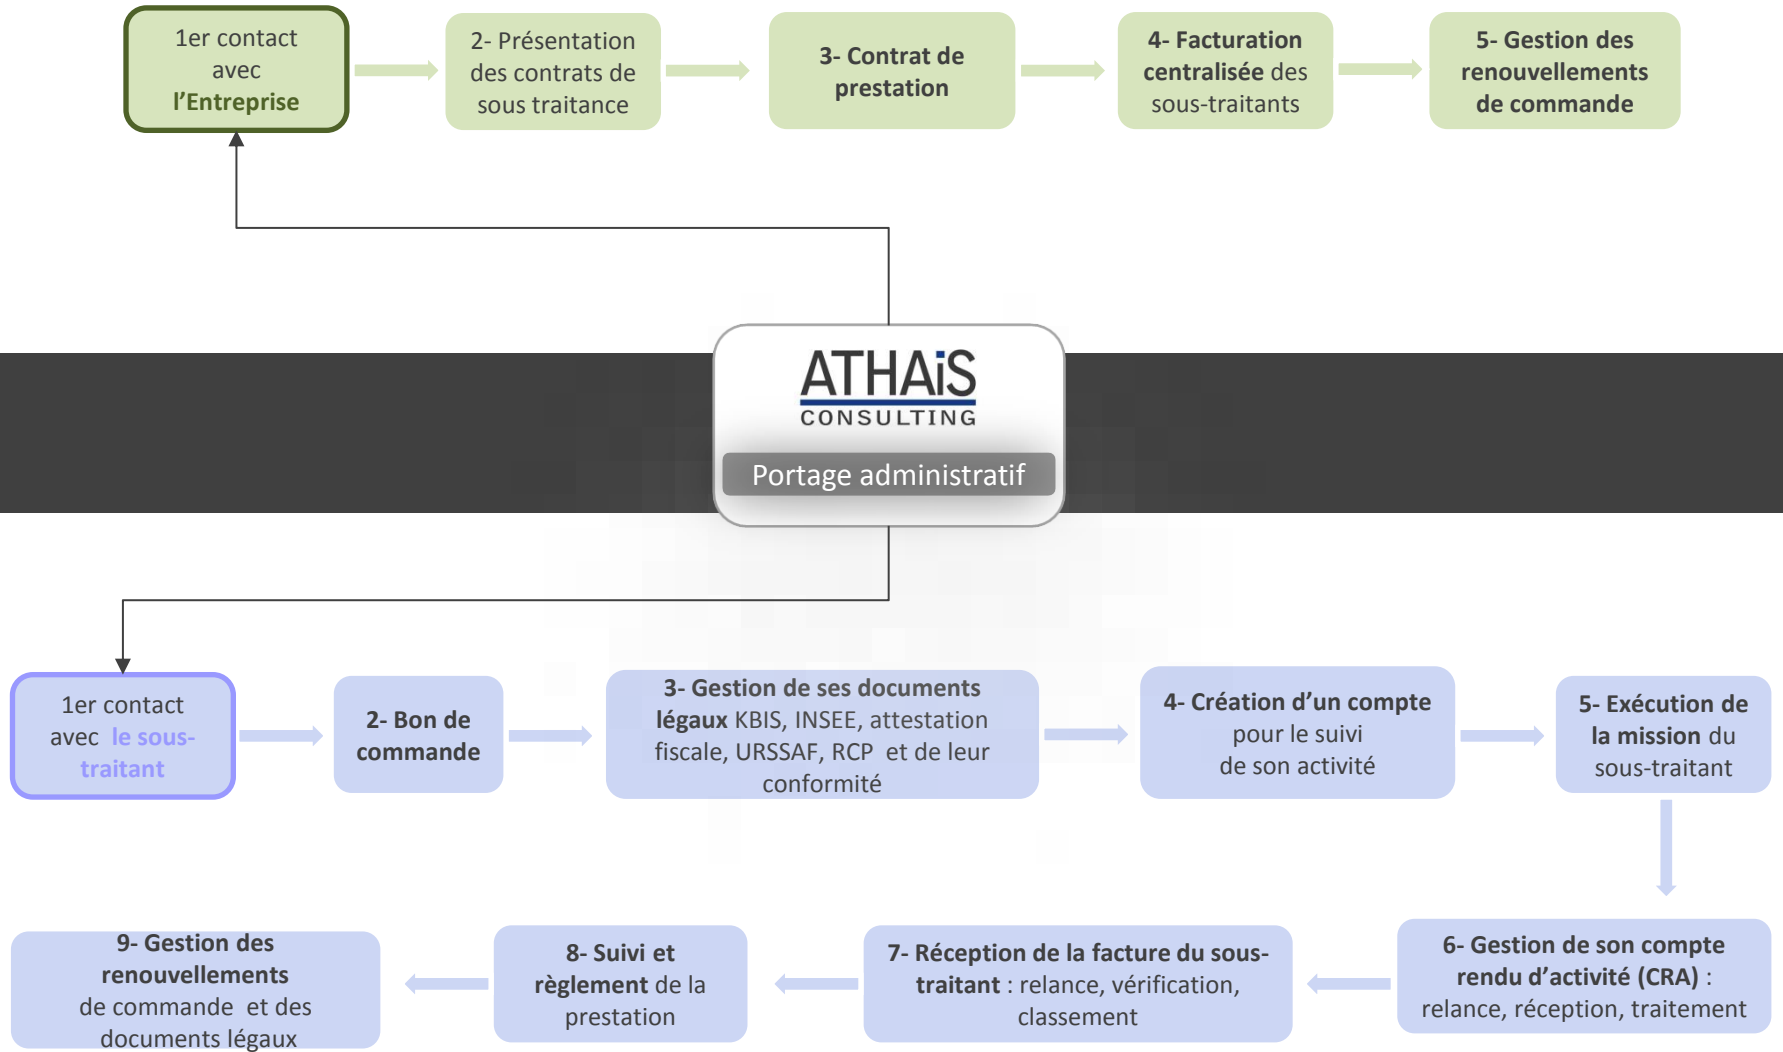 1er contact
avec
l’Entreprise
2- Présentation
des contrats de
sous traitance
3- Contrat de
prestation
4- Facturation
centralisée des
sous-traitants
5- Gestion des
renouvellements
de commande
ATHAiS
CONSULTING
Portage administratif
1er contact
avec le sous-
traitant
2- Bon de
commande
3- Gestion de ses documents
légaux KBIS, INSEE, attestation
fiscale, URSSAF, RCP et de leur
conformité
4- Création d’un compte
pour le suivi
de son activité
5- Exécution de
la mission du
sous-traitant
6- Gestion de son compte
rendu d’activité (CRA) :
relance, réception, traitement
7- Réception de la facture du sous-
traitant : relance, vérification,
classement
8- Suivi et
règlement de la
prestation
9- Gestion des
renouvellements
de commande et des
documents légaux